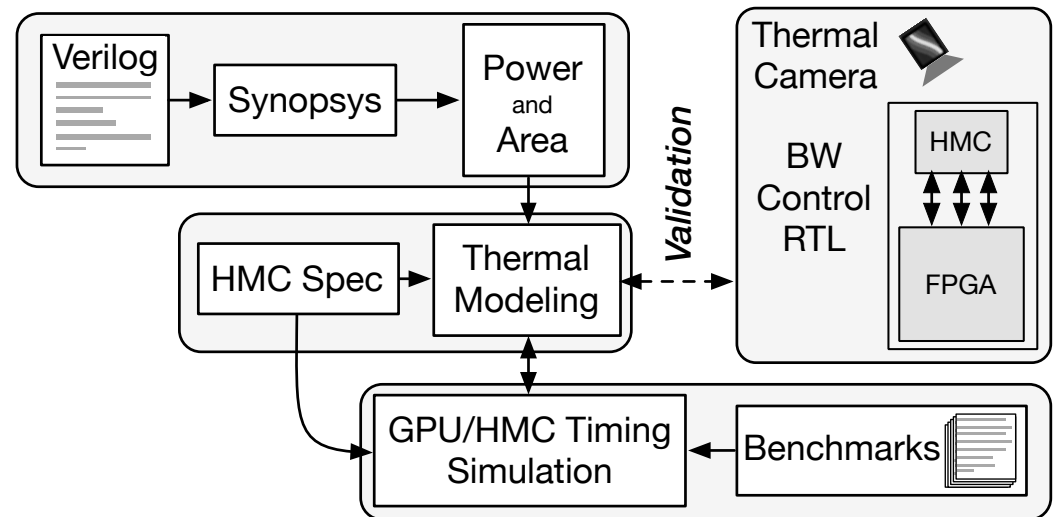 Verilog
Synopsys
Power
and
Area
Thermal
Camera
BW
Control
RTL
HMC
FPGA
Validation
HMC Spec
Thermal
Modeling
GPU/HMC Timing
Simulation
Benchmarks